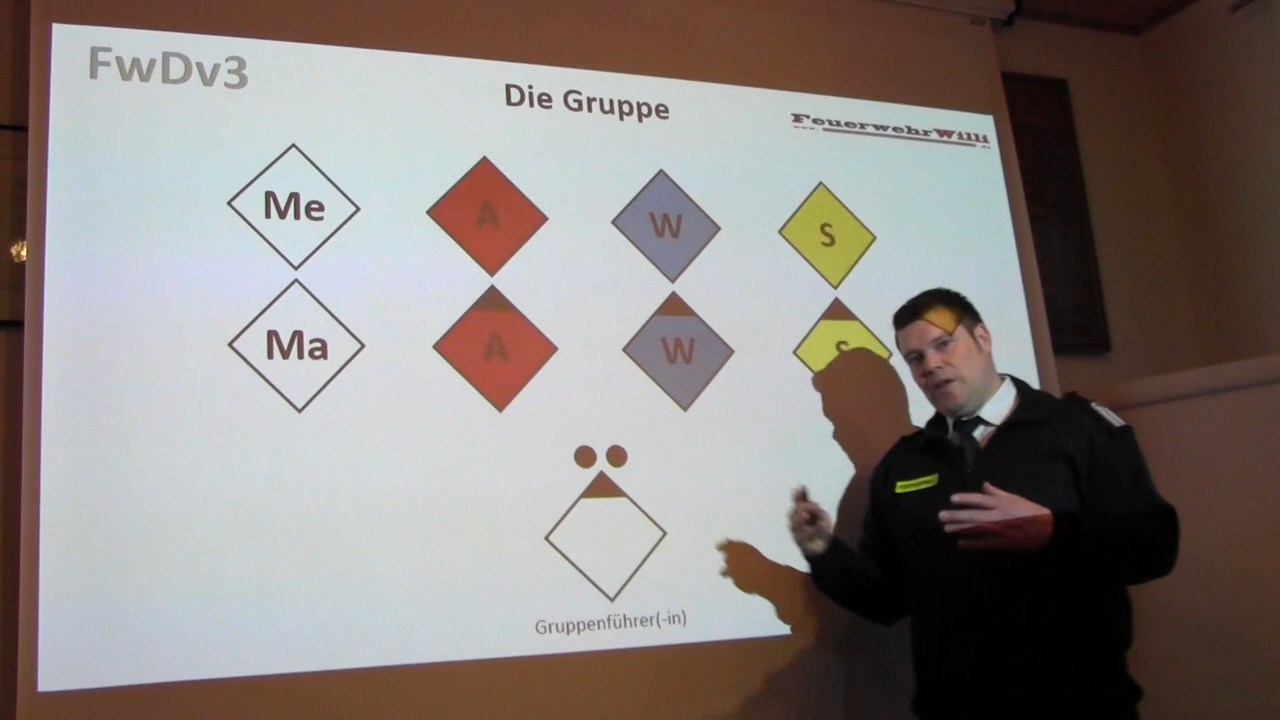 FwDv3
Die Gruppe
FeuerwehrWilli
Me
A
W
S
Ma
A
W
S
Gruppenführer(-in)